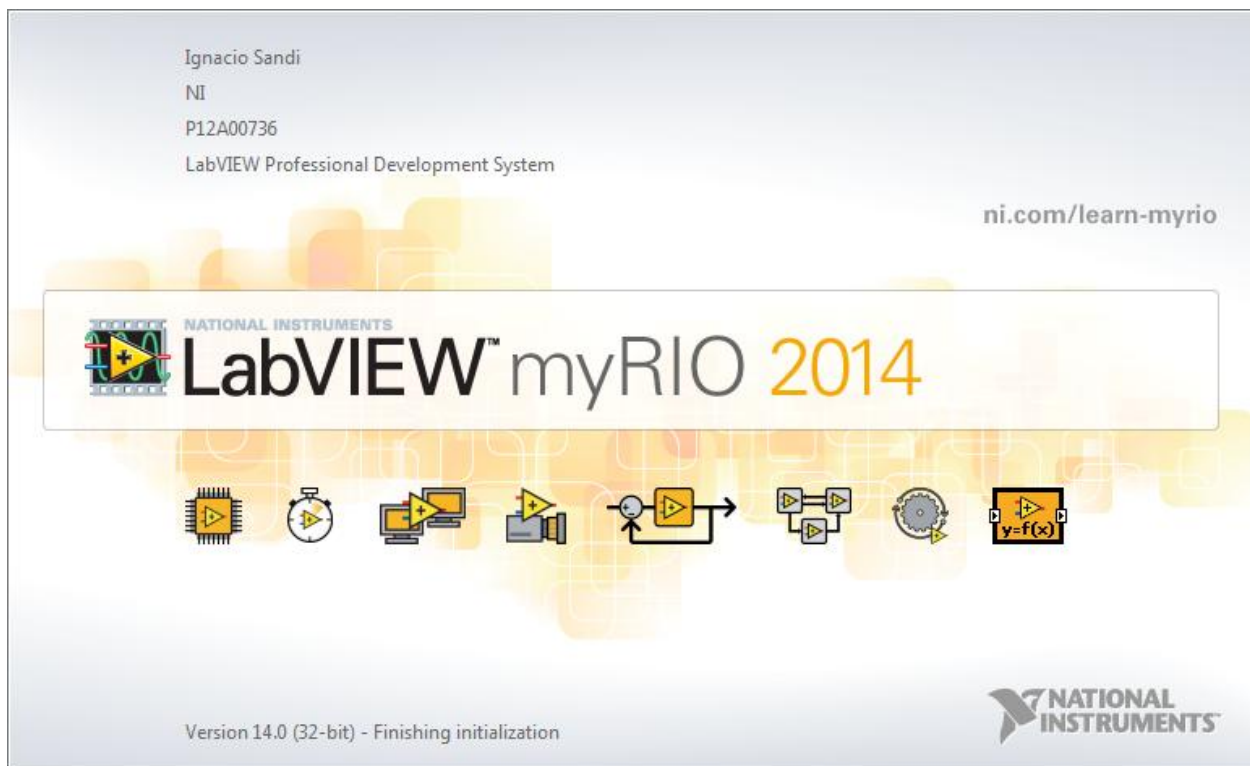 Ignacio Sandi
NI
P12A00736
LabVIEW Professional Development System
ni.com/learn-myrio
NATIONAL INSTRUMENTS
LabVIEW™ myRIO 2014
y=f(x)
Version 14.0 (32-bit) - Finishing initialization
NATIONAL
INSTRUMENTS™